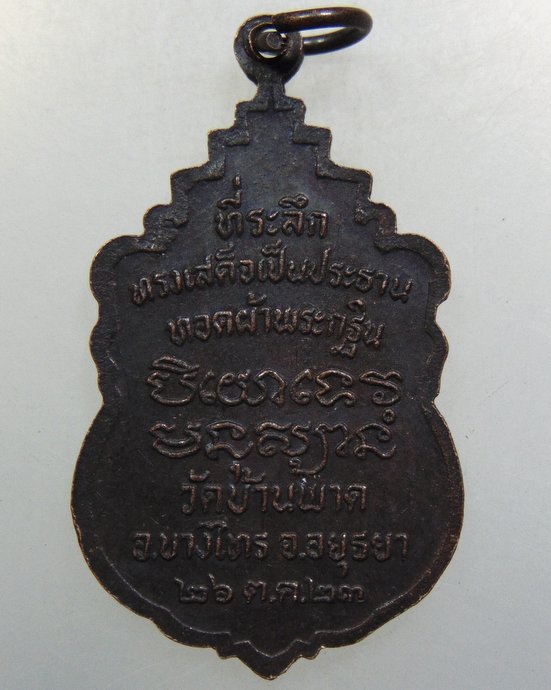 ที่ระลึก
ทรงเสด็จเป็นประธาน
ทอดผ้าพระกฐิน
วัดบ้านพาด
อ.บางไทร จ.อยุธยา
๒๖ ต.ค.๒๓